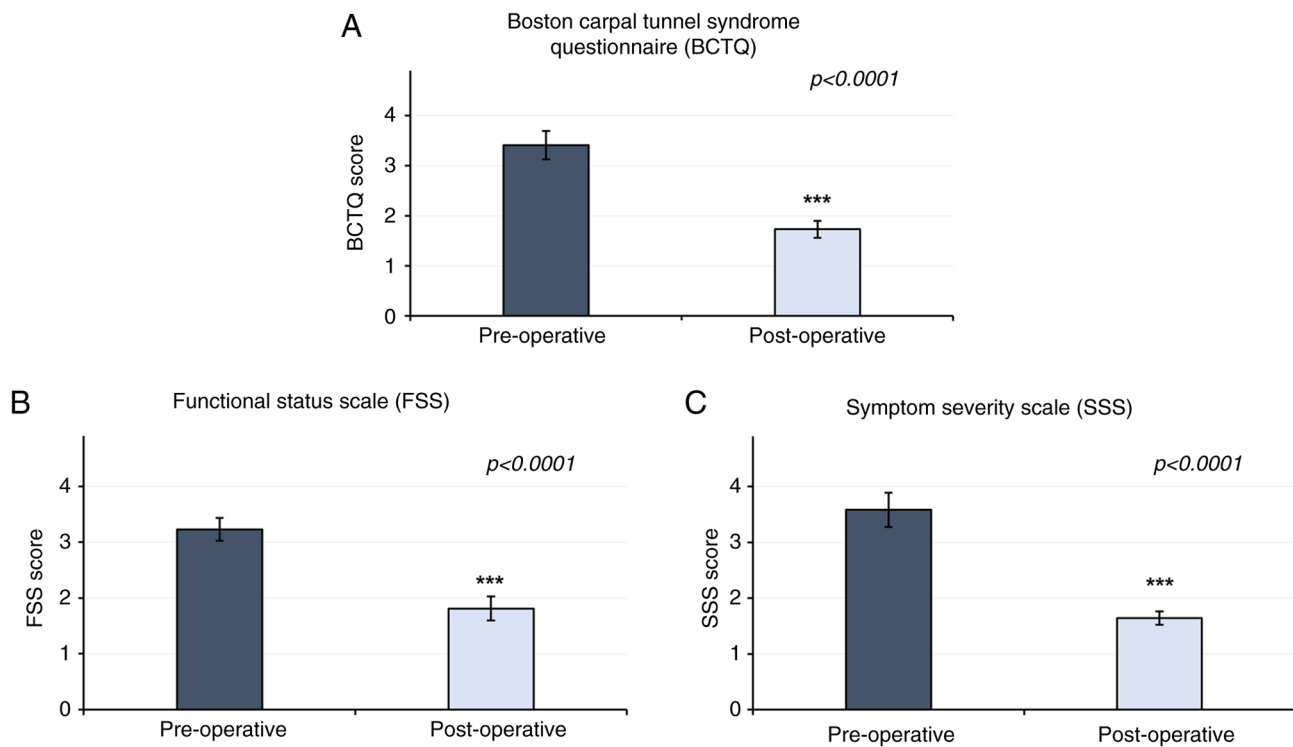 A
Boston carpal tunnel syndrome
questionnaire (BCTQ)
p<0.0001
BCTQ score
4
3
2
1
0
***
Pre-operative
Post-operative
B
Functional status scale (FSS)
p<0.0001
FSS score
4
3
2
1
0
***
Pre-operative
Post-operative
C
Symptom severity scale (SSS)
p<0.0001
SSS score
4
3
2
1
0
***
Pre-operative
Post-operative